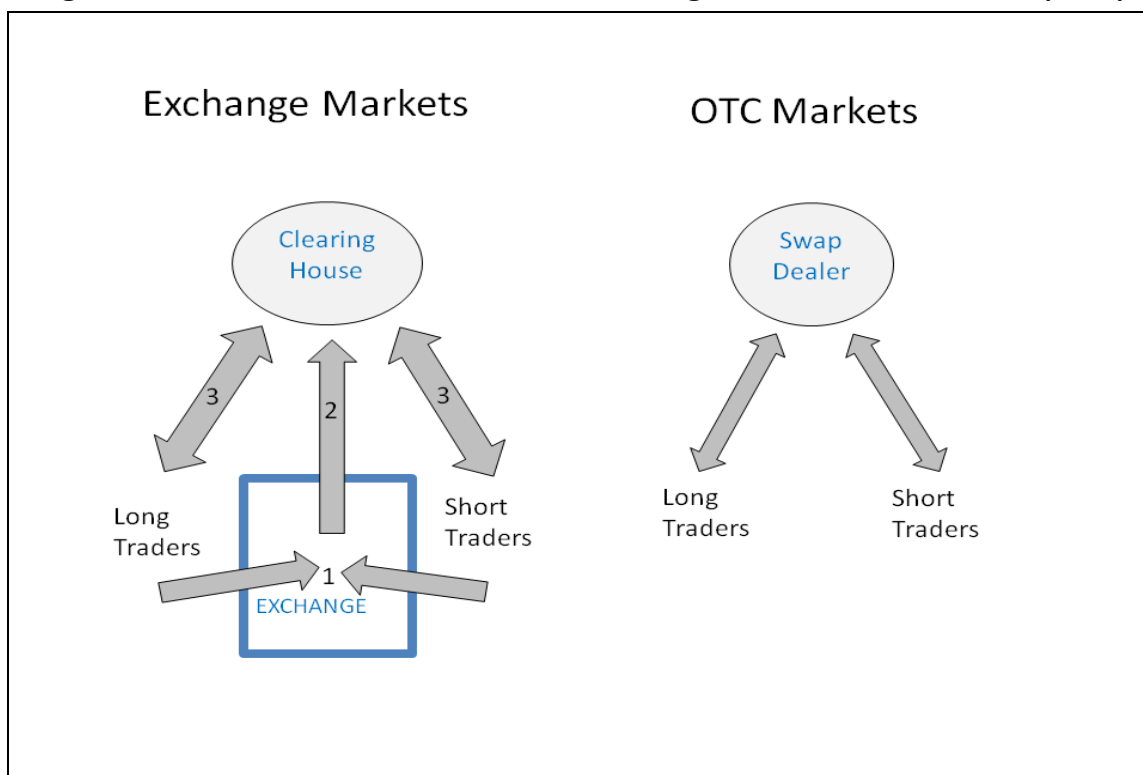 Exchange Markets
OTC Markets
Clearing
House
Swap
Dealer
3
2
3
Long
Traders
Short
Traders
Long
Traders
Short
Traders
1
EXCHANGE